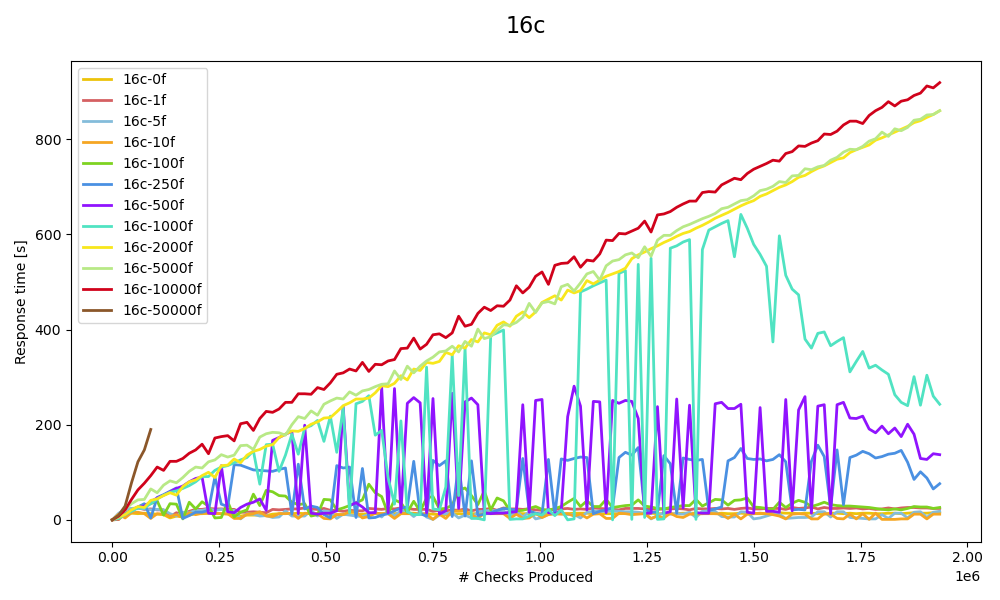 16c
16c-0f
16c-1f
16c-5f
16c-10f
16c-100f
16c-250f
16c-500f
16c-1000f
16c-2000f
16c-5000f
16c-10000f
16c-50000f
Response time [s]
800
600
400
200
0
0.00 0.25 0.50 0.75 1.00 1.25 1.50 1.75 2.00
1e6
# Checks Produced